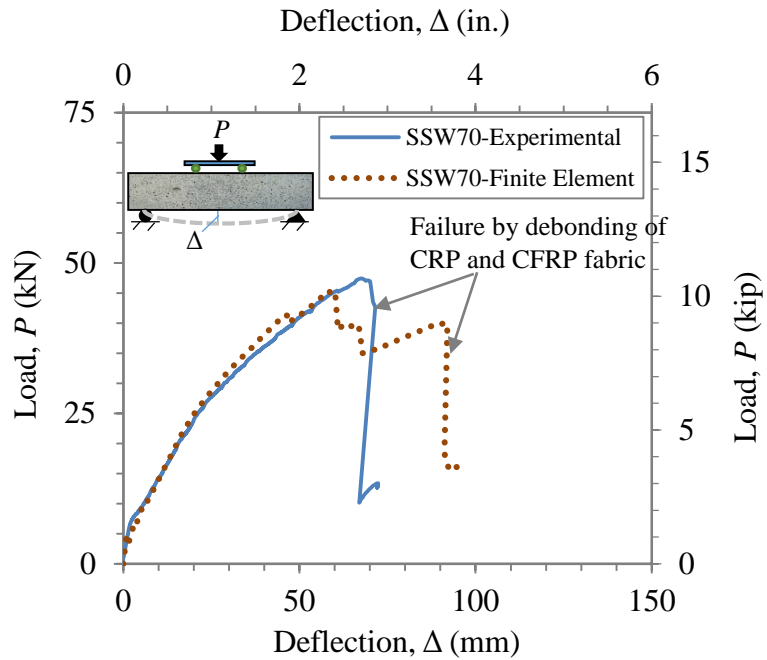 Deflection, Δ (in.)
0 2 4 6
75
50
25
0
Load, P (kN)
P
Δ
SSW70-Experimental
SSW70-Finite Element
Failure by debonding of
CRP and CFRP fabric
15
10
5
0
Load, P (kip)
0 50 100 150
Deflection, Δ (mm)